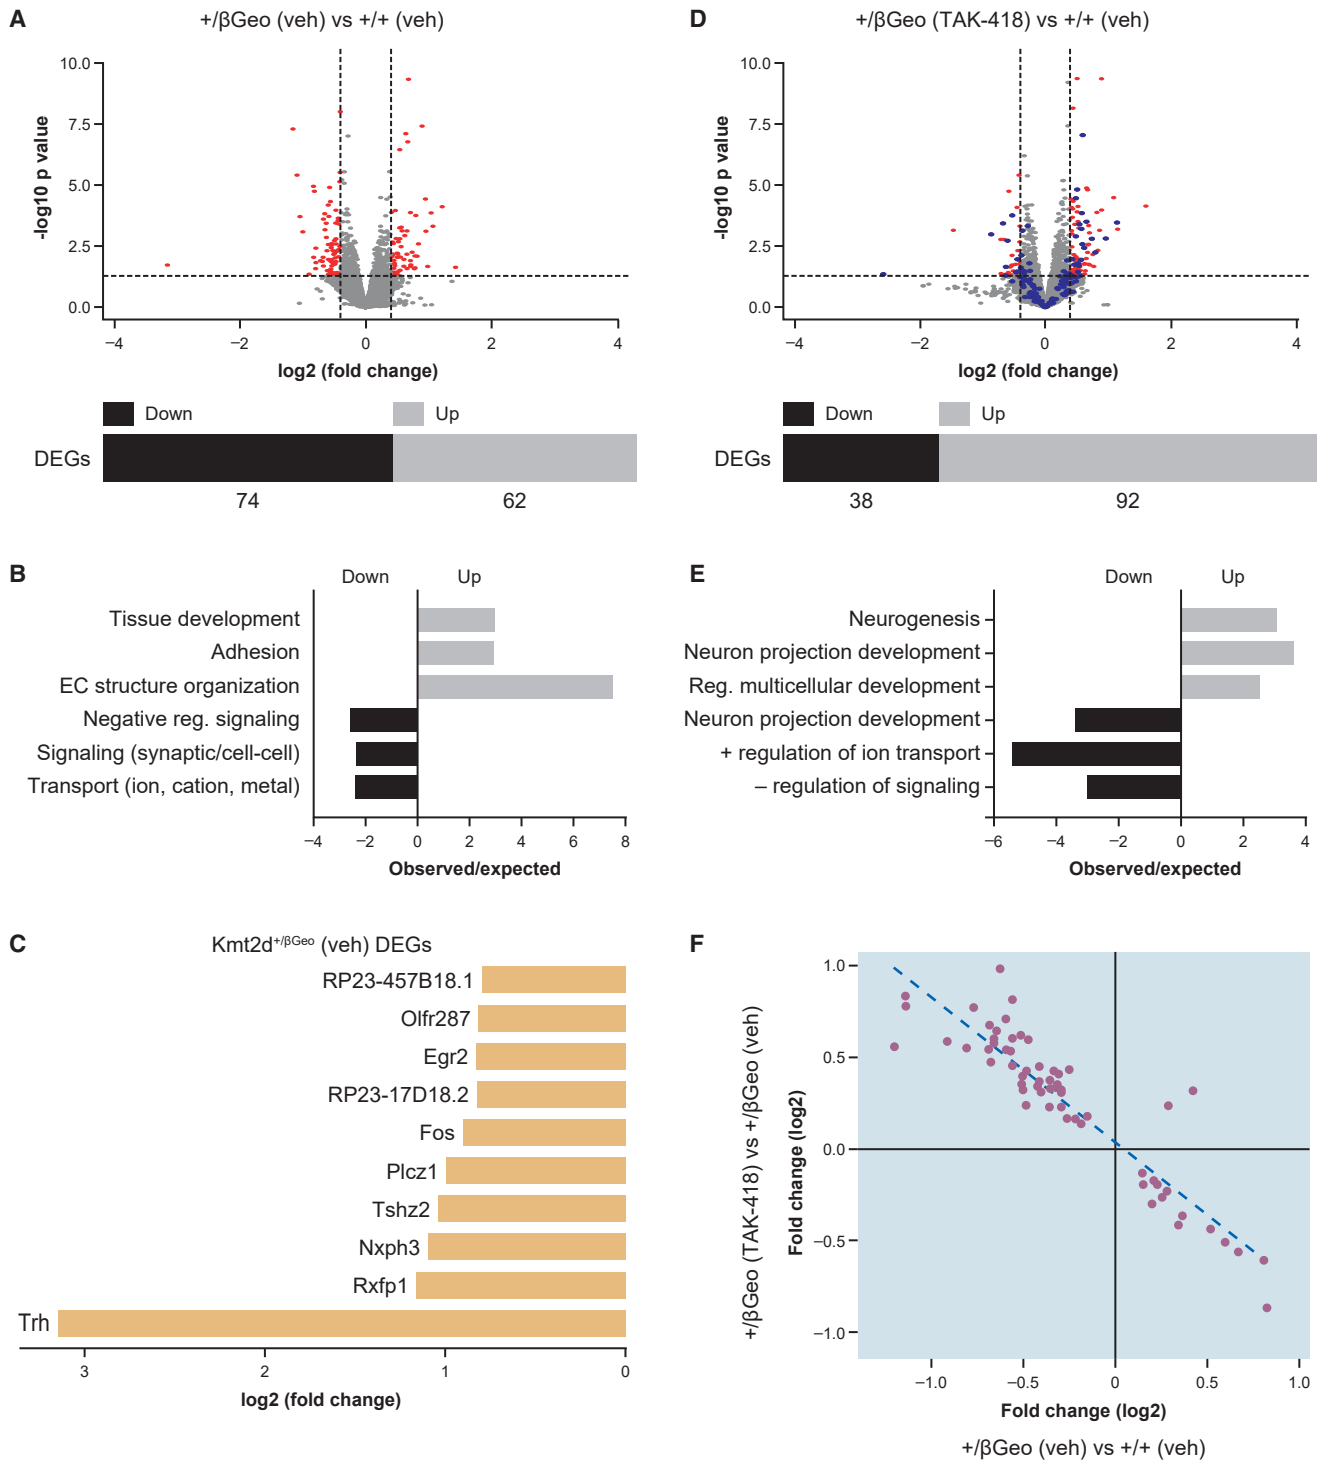 A
+/βGeo (veh) vs +/+ (veh)
10.0
7.5
5.0
2.5
0.0
-log10 p value
−4
−2
0
2
4
log2 (fold change)
Down
Up
DEGs
74
62
B
Down
Up
Tissue development
Adhesion
EC structure organization
Negative reg. signaling
Signaling (synaptic/cell-cell)
Transport (ion, cation, metal)
−4
−2
0
2
4
6
8
Observed/expected
C
Kmt2d+/βGeo (veh) DEGs
RP23-457B18.1
Olfr287
Egr2
RP23-17D18.2
Fos
Plcz1
Tshz2
Nxph3
Rxfp1
Trh
3
2
1
0
log2 (fold change)
D
+/βGeo (TAK-418) vs +/+ (veh)
10.0
7.5
5.0
2.5
0.0
-log10 p value
−4
−2
0
2
4
log2 (fold change)
Down
Up
DEGs
38
92
E
Down
Up
Neurogenesis
Neuron projection development
Reg. multicellular development
Neuron projection development
+ regulation of ion transport
– regulation of signaling
−6
−4
−2
0
2
4
Observed/expected
F
+/βGeo (TAK-418) vs +/βGeo (veh)
Fold change (log2)
1.0
0.5
0.0
−0.5
−1.0
−1.0
−0.5
0
0.5
1.0
Fold change (log2)
+/βGeo (veh) vs +/+ (veh)